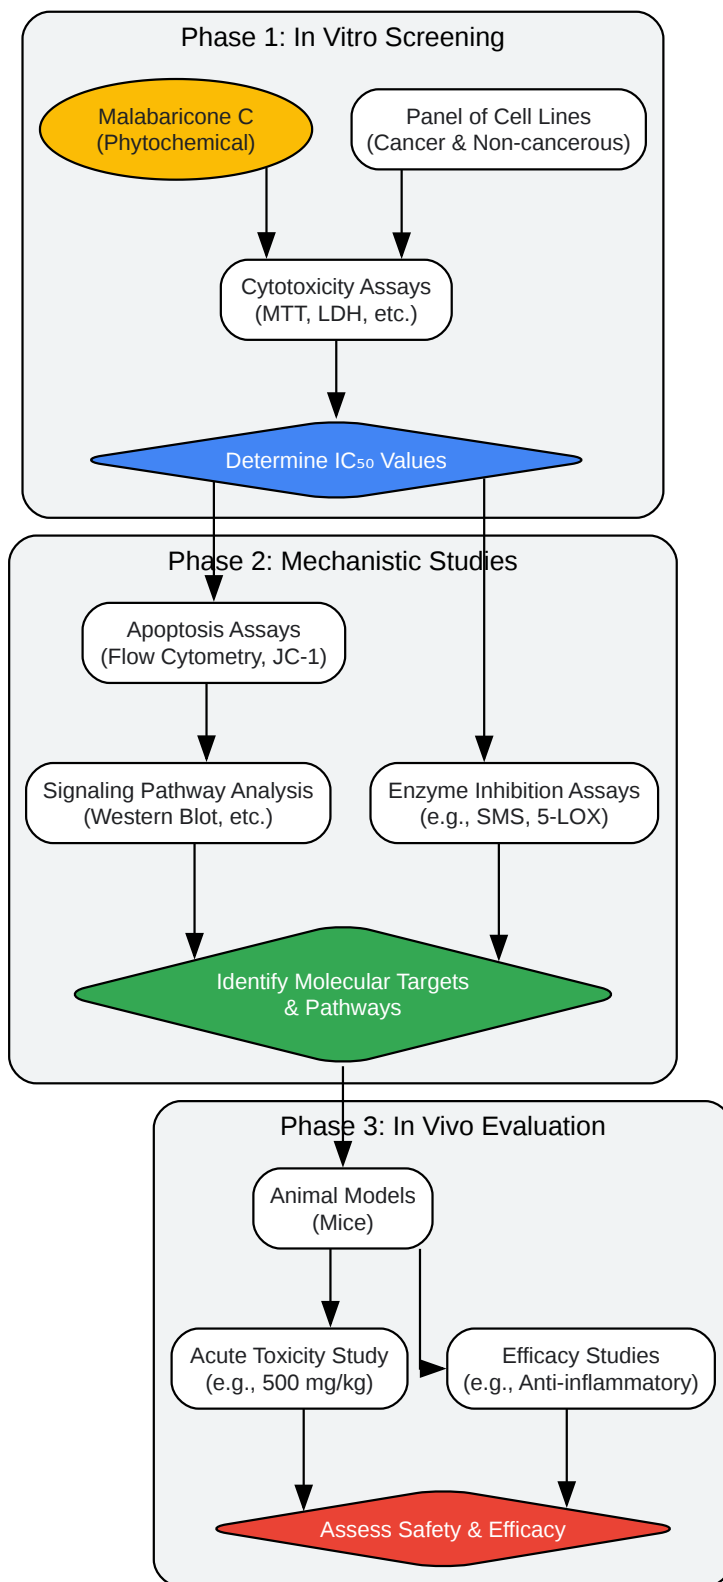 Phase 1: In Vitro Screening
Malabaricone C
(Phytochemical)
Panel of Cell Lines
(Cancer & Non-cancerous)
Cytotoxicity Assays
(MTT, LDH, etc.)
Determine IC₅₀ Values
Phase 2: Mechanistic Studies
Apoptosis Assays
(Flow Cytometry, JC-1)
Signaling Pathway Analysis
(Western Blot, etc.)
Enzyme Inhibition Assays
(e.g., SMS, 5-LOX)
Identify Molecular Targets
& Pathways
Phase 3: In Vivo Evaluation
Animal Models
(Mice)
Acute Toxicity Study
(e.g., 500 mg/kg)
Efficacy Studies
(e.g., Anti-inflammatory)
Assess Safety & Efficacy